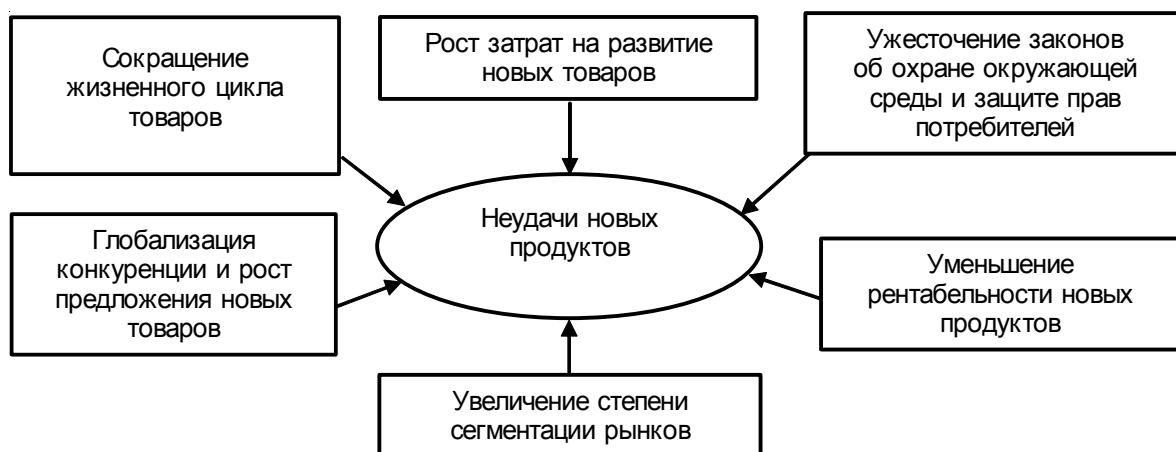 Сокращение
жизненного цикла
товаров
Рост затрат на развитие
новых товаров
Ужесточение законов
об охране окружающей
среды и защите прав
потребителей
Неудачи новых
продуктов
Глобализация
конкуренции и рост
предложения новых
товаров
Уменьшение
рентабельности новых
продуктов
Увеличение степени
сегментации рынков